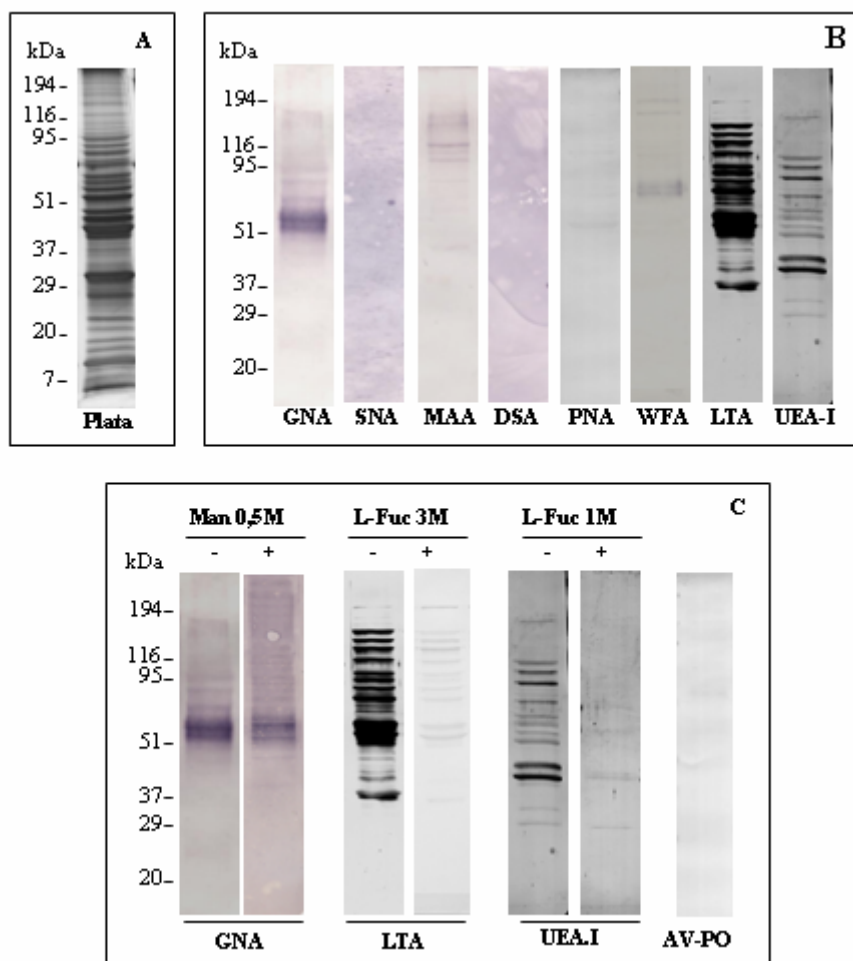 A
kDa
194-
116-
95-
51-
37-
29-
20-
7-
Plata
B
kDa
194-
116-
95-
51-
37-
29-
20-
GNA SNA MAA DSA PNA WFA LTA UEA-I
C
Man 0,5M L-Fuc 3M L-Fuc 1M
- + - + - +
kDa
194-
116-
95-
51-
37-
29-
20-
GNA LTA UEA.I AV-PO